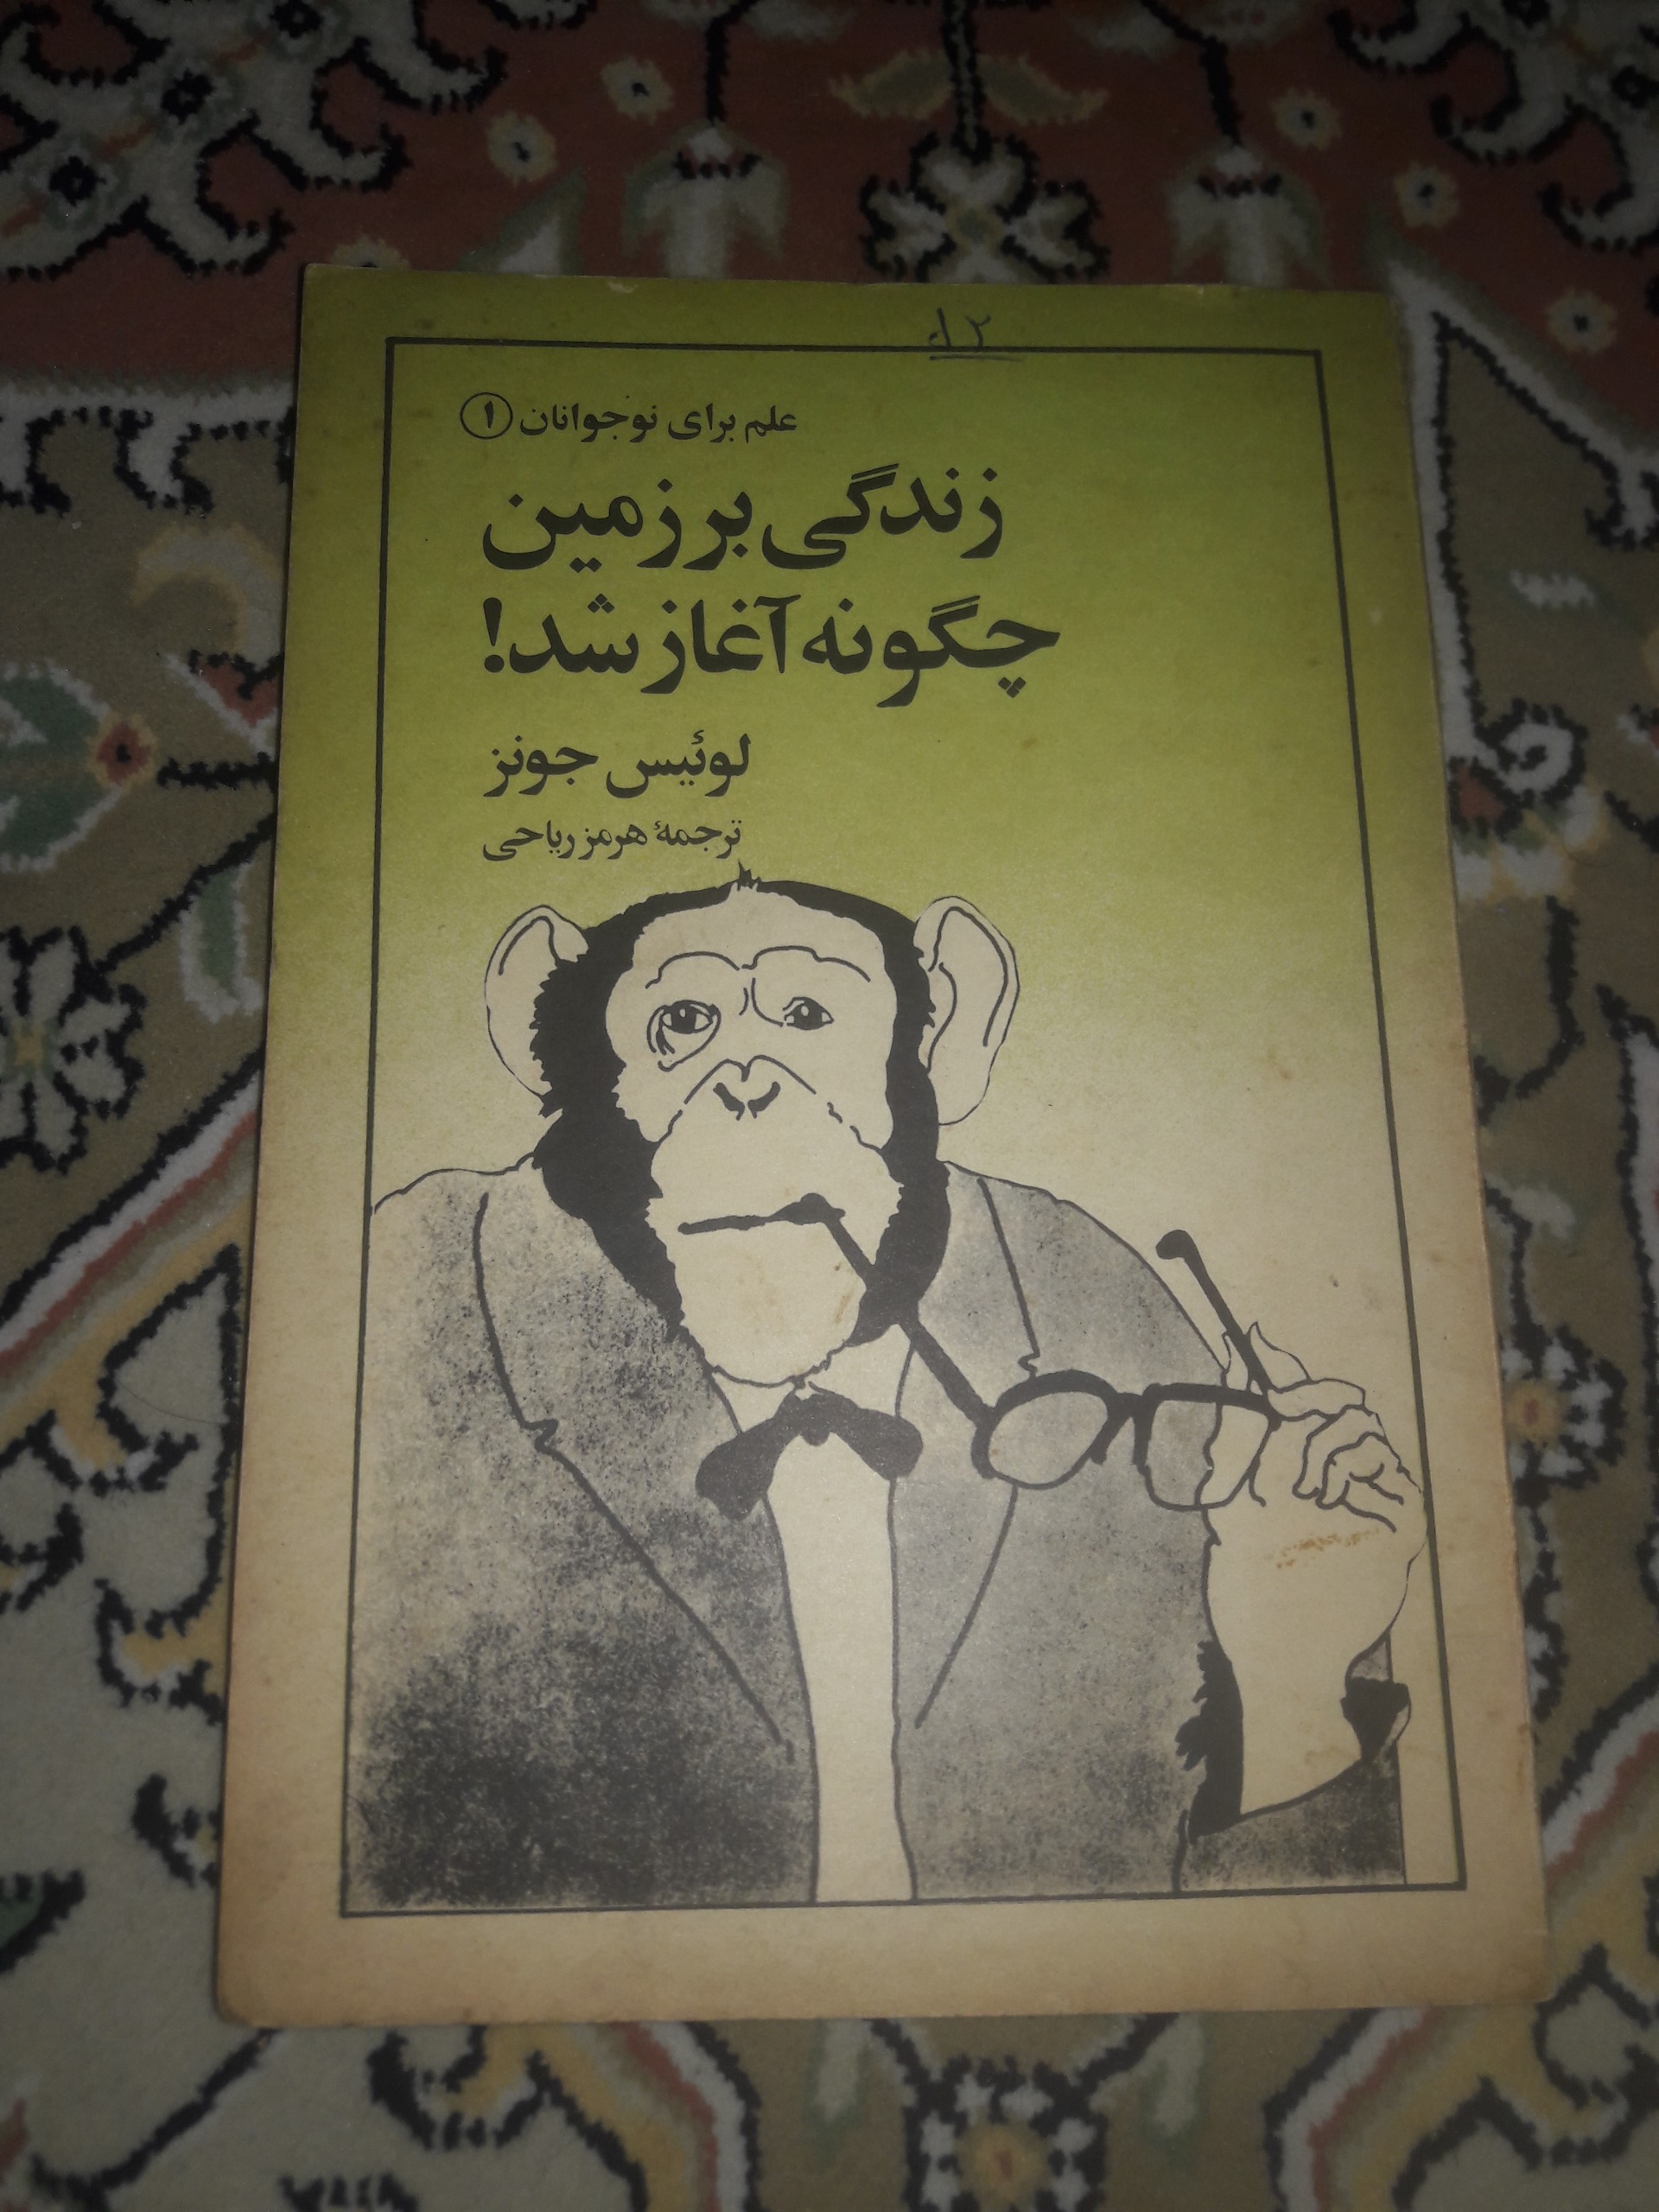 علم برای نوجوانان ۱
زندگی بر زمین
چگونه آغاز شد!
لوئیس جونز
ترجمهٔ هرمز ریاحی